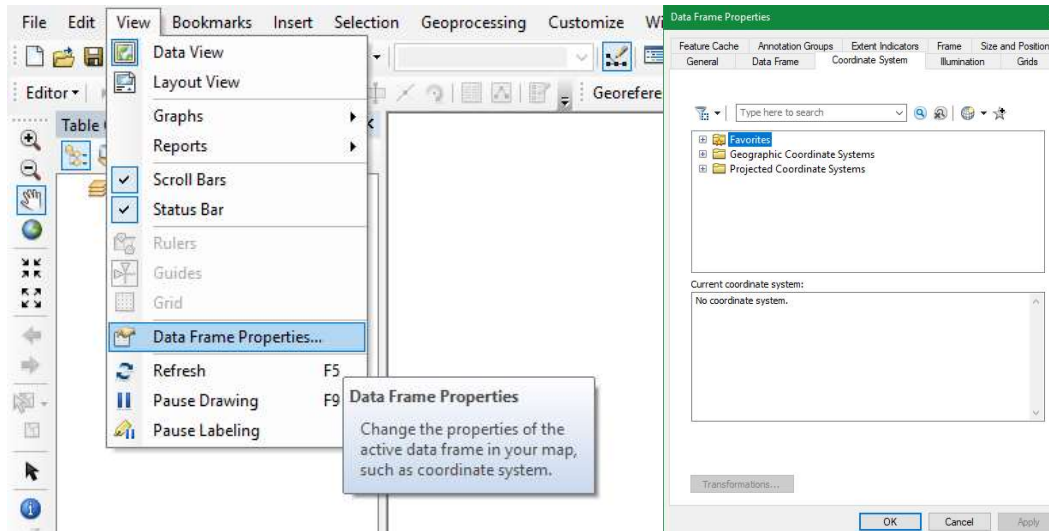 File Edit View Bookmarks Insert Selection Geoprocessing Customize Wi
Editor
Georefere
Table
Data View
Layout View
Graphs
Reports
Scroll Bars
Status Bar
Rulers
Guides
Grid
Data Frame Properties...
Refresh F5
Pause Drawing F9
Pause Labeling
Data Frame Properties
Change the properties of the
active data frame in your map,
such as coordinate system.
Data Frame Properties
Feature Cache Annotation Groups Extent Indicators Frame Size and Position
General Data Frame Coordinate System Illumination Grids
Type here to search
Favorites
Geographic Coordinate Systems
Projected Coordinate Systems
Current coordinate system:
No coordinate system.
Transformations...
OK Cancel Apply